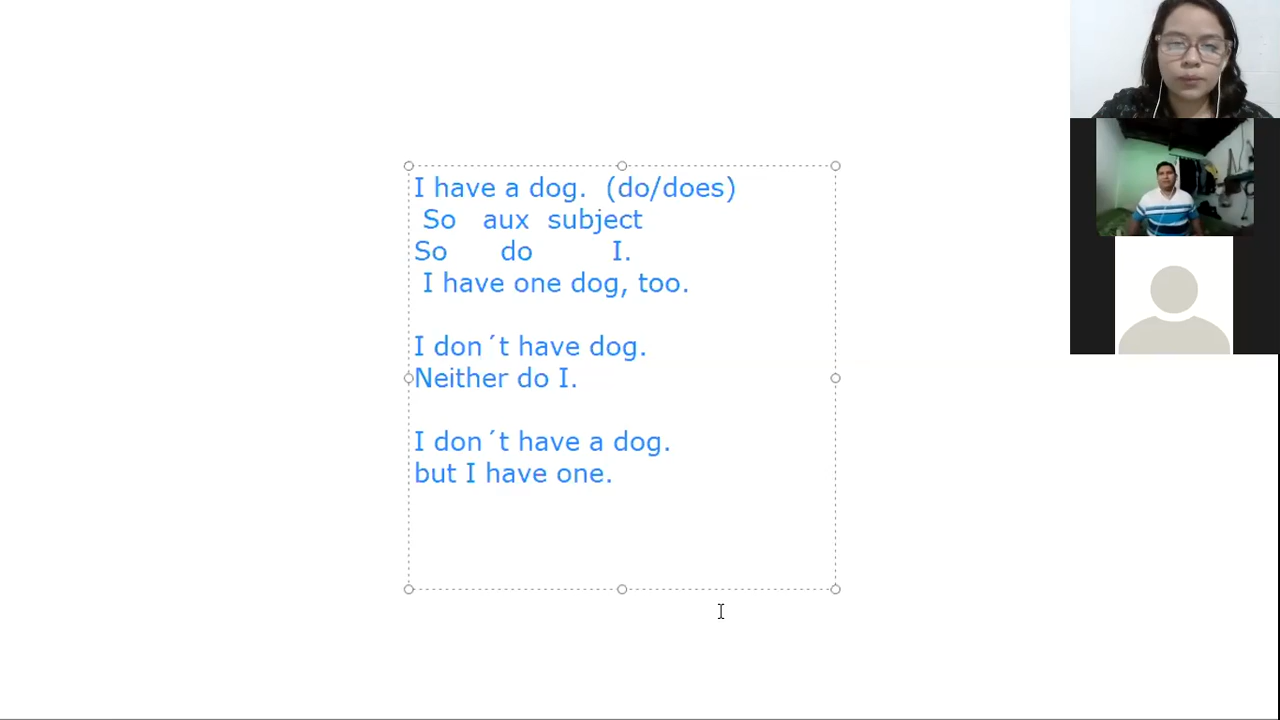 I have a dog.  (do/does)
So   aux  subject
So      do         I.
I have one dog, too.
I don´t have dog.
Neither do I.
I don´t have a dog.
but I have one.